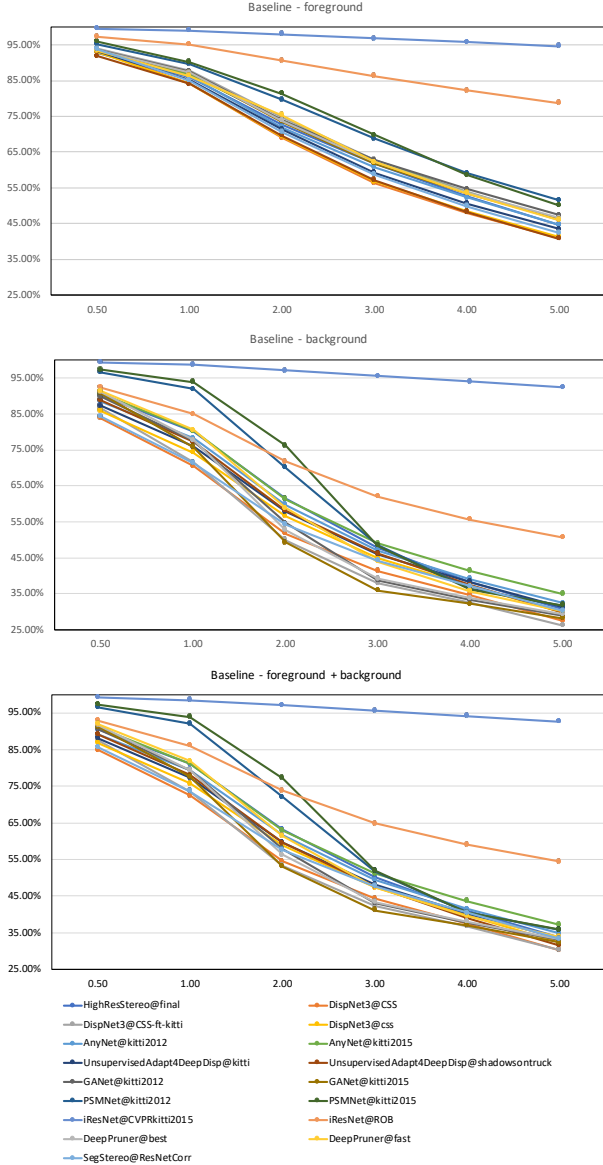 Baseline - foreground
95.00%
85.00%
75.00%
65.00%
55.00%
45.00%
35.00%
25.00%
0.50 1.00 2.00 3.00 4.00 5.00
Baseline - background
95.00%
85.00%
75.00%
65.00%
55.00%
45.00%
35.00%
25.00%
0.50 1.00 2.00 3.00 4.00 5.00
Baseline - foreground + background
95.00%
85.00%
75.00%
65.00%
55.00%
45.00%
35.00%
25.00%
0.50 1.00 2.00 3.00 4.00 5.00
HighResStereo@final DispNet3@CSS
DispNet3@CSS-ft-kitti DispNet3@css
AnyNet@kitti2012 AnyNet@kitti2015
UnsupervisedAdapt4DeepDisp@kitti UnsupervisedAdapt4DeepDisp@shadowsontruck
GANet@kitti2012 GANet@kitti2015
PSMNet@kitti2012 PSMNet@kitti2015
iResNet@CVPRkitti2015 iResNet@ROB
DeepPruner@best DeepPruner@fast
SegStereo@ResNetCorr